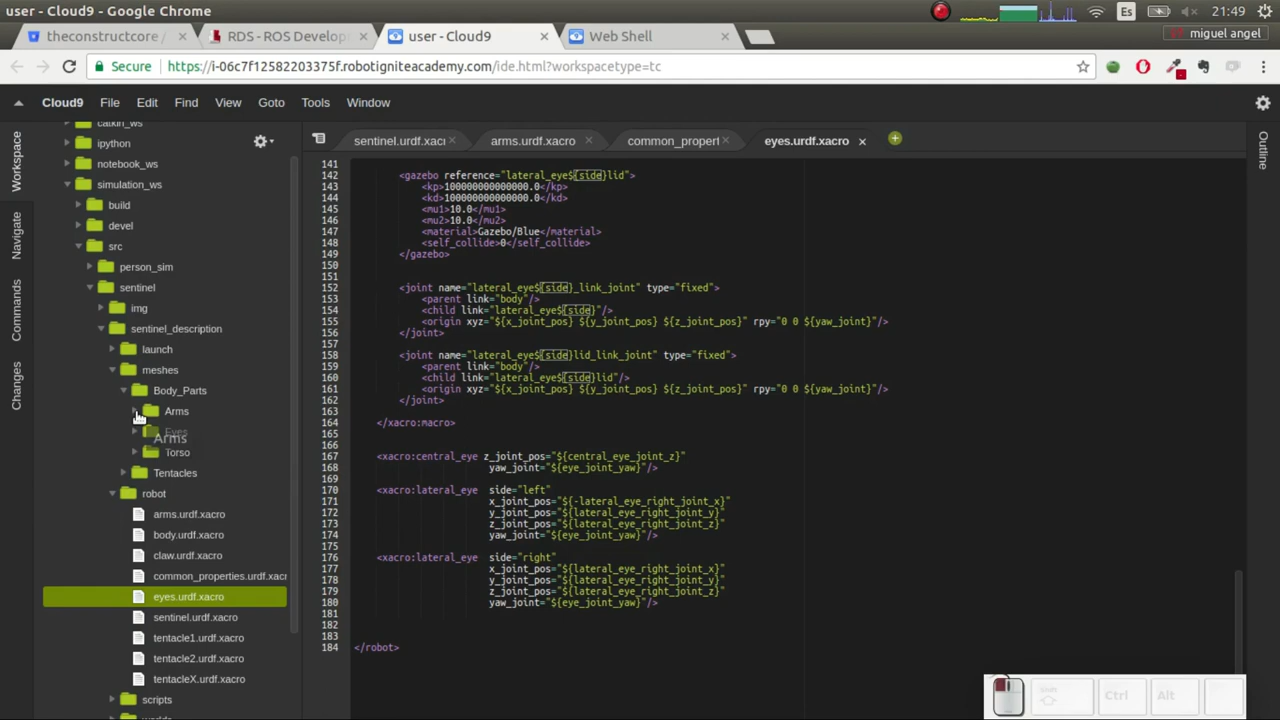 user - Cloud9 - Google Chrome
Es
21:49
theconstructcore /
RDS - ROS Develop
user - Cloud9
Web Shell
miguel angel
Secure
https://i-06c7f12582203375f.robotigniteacademy.com/ide.html?workspacetype=tc
Cloud9 File Edit Find View Goto Tools Window
Workspace
Navigate
Commands
Changes
Outline
catkin_ws
ipython
notebook_ws
simulation_ws
build
devel
src
person_sim
sentinel
img
sentinel_description
launch
meshes
Body_Parts
Arms
Eyes
Arms
Torso
Tentacles
robot
arms.urdf.xacro
body.urdf.xacro
claw.urdf.xacro
common_properties.urdf.xacr
eyes.urdf.xacro
sentinel.urdf.xacro
tentacle1.urdf.xacro
tentacle2.urdf.xacro
tentacleX.urdf.xacro
scripts
worlds
sentinel.urdf.xacr
arms.urdf.xacro
common_propert
eyes.urdf.xacro
141
142 <gazebo reference="lateral_eye${side}lid">
143 <kp>1000000000000000.0</kp>
144 <kd>1000000000000000.0</kd>
145 <mu1>10.0</mu1>
146 <mu2>10.0</mu2>
147 <material>Gazebo/Blue</material>
148 <self_collide>0</self_collide>
149 </gazebo>
150
151
152 <joint name="lateral_eye${side}_link_joint" type="fixed">
153 <parent link="body"/>
154 <child link="lateral_eye${side}"/>
155 <origin xyz="${x_joint_pos} ${y_joint_pos} ${z_joint_pos}" rpy="0 0 ${yaw_joint}"/>
156 </joint>
157
158 <joint name="lateral_eye${side}lid_link_joint" type="fixed">
159 <parent link="body"/>
160 <child link="lateral_eye${side}lid"/>
161 <origin xyz="${x_joint_pos} ${y_joint_pos} ${z_joint_pos}" rpy="0 0 ${yaw_joint}"/>
162 </joint>
163
164 </xacro:macro>
165
166
167 <xacro:central_eye z_joint_pos="${central_eye_joint_z}"
168 yaw_joint="${eye_joint_yaw}"/>
169
170 <xacro:lateral_eye side="left"
171 x_joint_pos="${-lateral_eye_right_joint_x}"
172 y_joint_pos="${lateral_eye_right_joint_y}"
173 z_joint_pos="${lateral_eye_right_joint_z}"
174 yaw_joint="${eye_joint_yaw}"/>
175
176 <xacro:lateral_eye side="right"
177 x_joint_pos="${lateral_eye_right_joint_x}"
178 y_joint_pos="${lateral_eye_right_joint_y}"
179 z_joint_pos="${lateral_eye_right_joint_z}"
180 yaw_joint="${eye_joint_yaw}"/>
181
182
183
184 </robot>
Shift
Ctrl
Alt